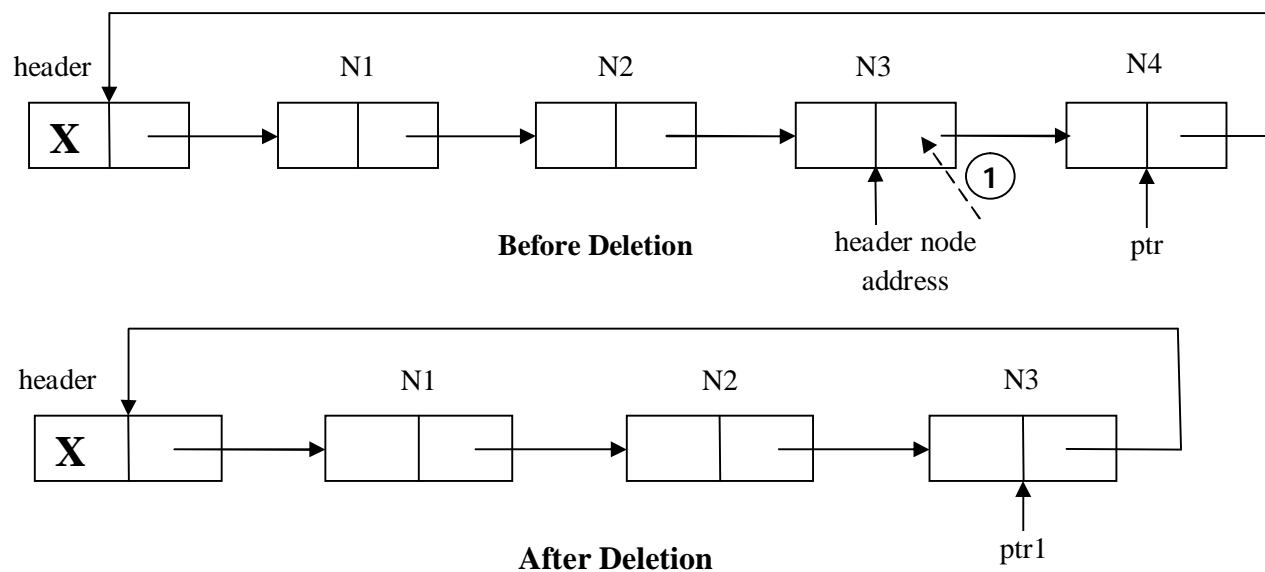 header
N1
N2
N3
N4
X
1
Before Deletion
header node
address
ptr
header
N1
N2
N3
X
ptr1
After Deletion